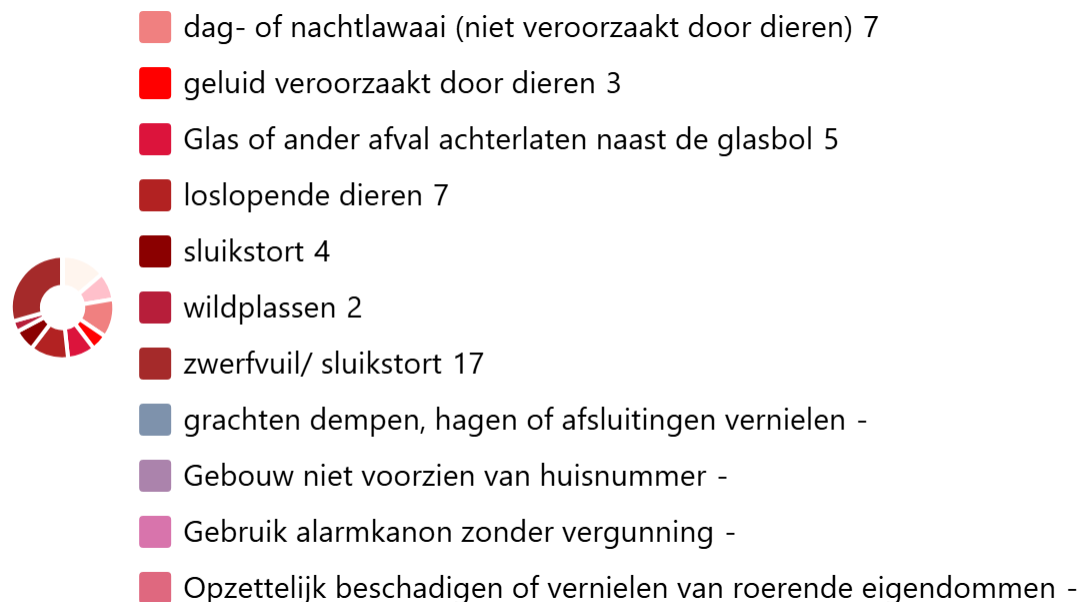 dag- of nachtlawaai (niet veroorzaakt door dieren) 7
geluid veroorzaakt door dieren 3
Glas of ander afval achterlaten naast de glasbol 5
loslopende dieren 7
sluikstort 4
wildplassen 2
zwerfvuil/ sluikstort 17
grachten dempen, hagen of afsluitingen vernielen -
Gebouw niet voorzien van huisnummer -
Gebruik alarmkanon zonder vergunning -
Opzettelijk beschadigen of vernielen van roerende eigendommen -